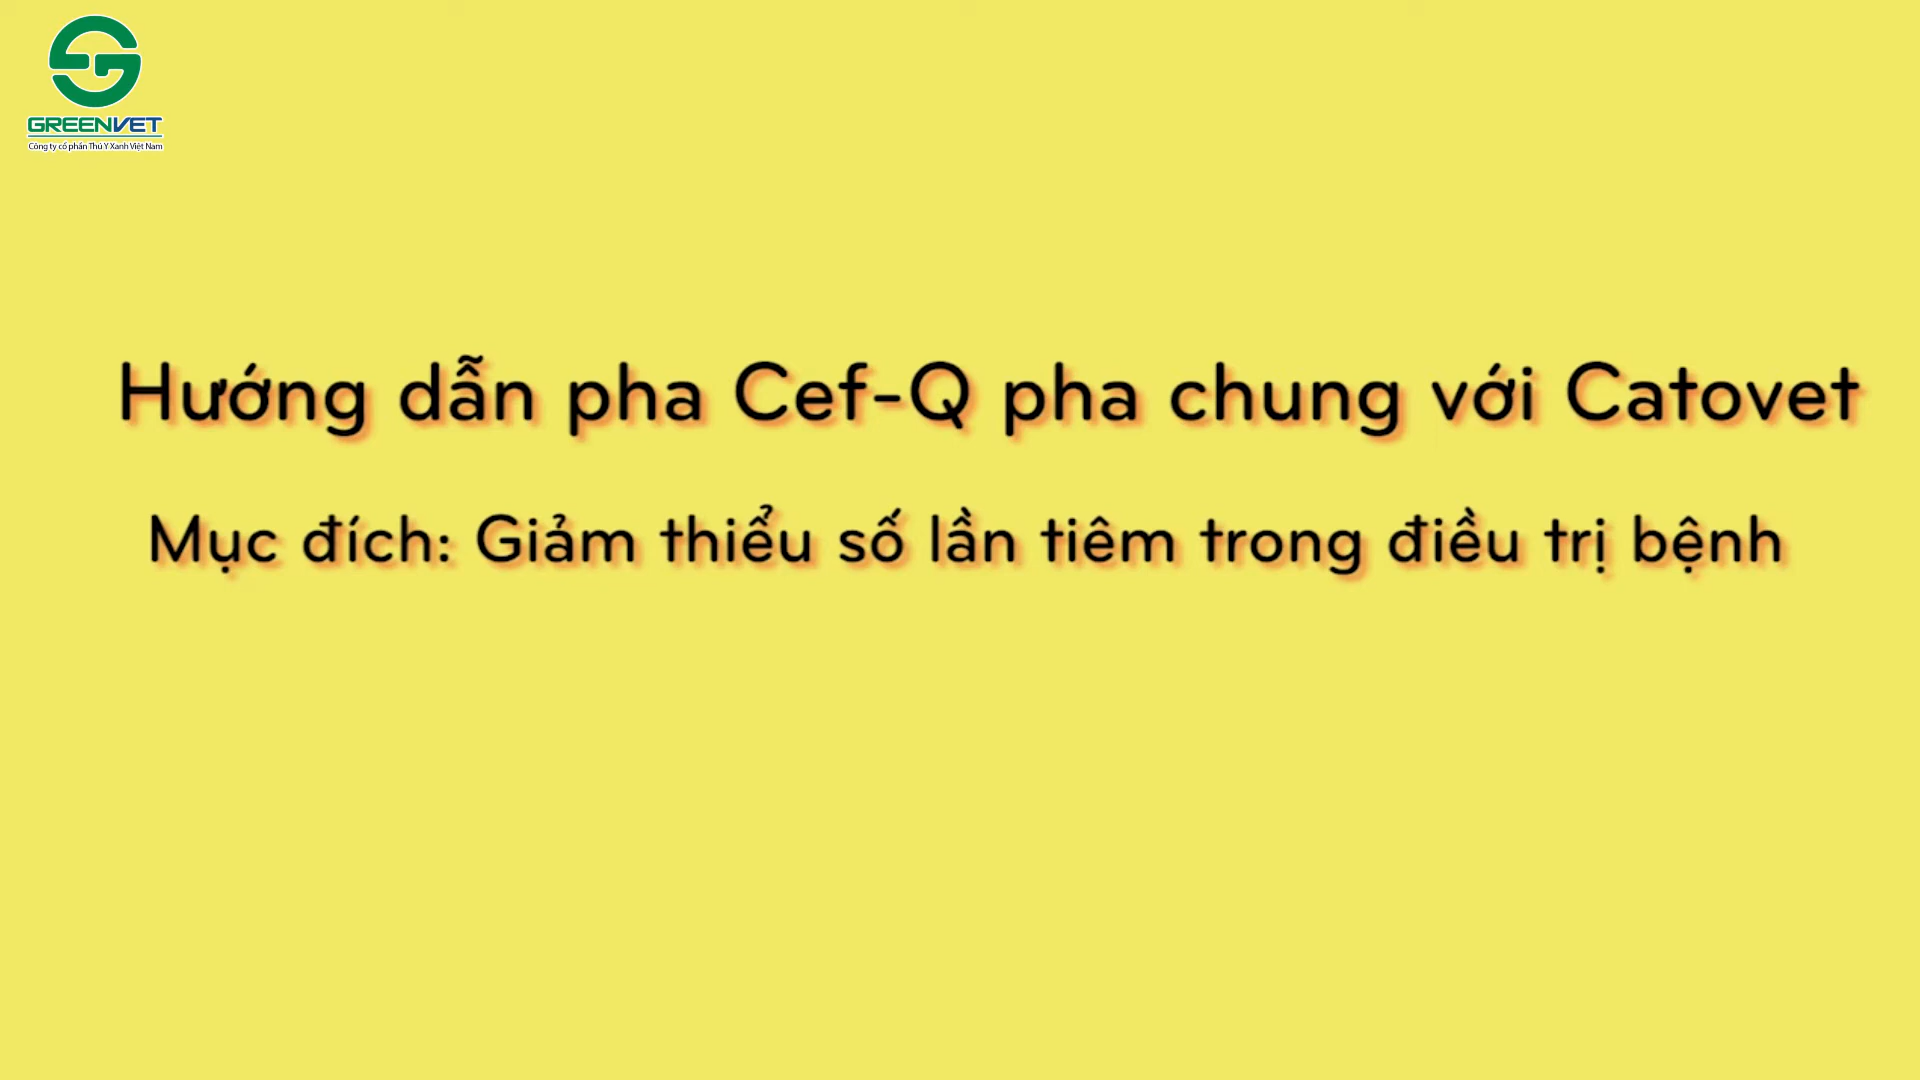 GREENVET
Công ty cổ phần Thú Y Xanh Việt Nam
Hướng dẫn pha Cef-Q pha chung với Catovet
Mục đích: Giảm thiểu số lần tiêm trong điều trị bệnh